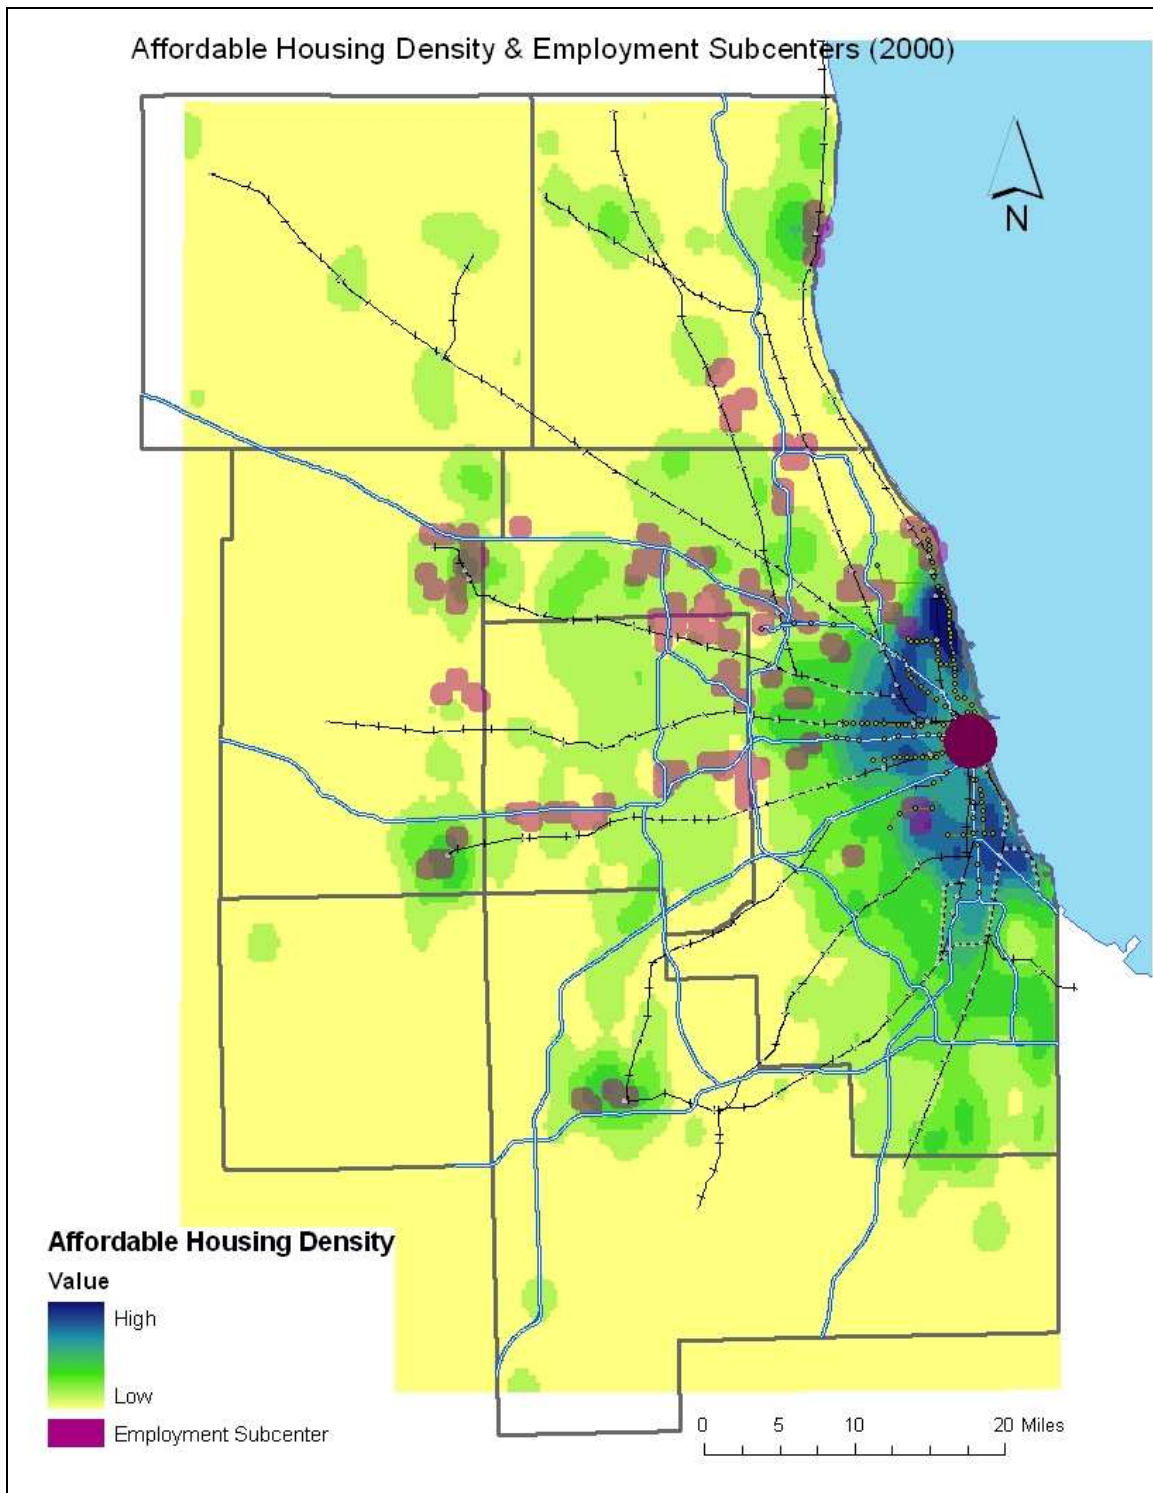 Affordable Housing Density & Employment Subcenters (2000)
N
Affordable Housing Density
Value
High
Low
Employment Subcenter
0 5 10 20 Miles